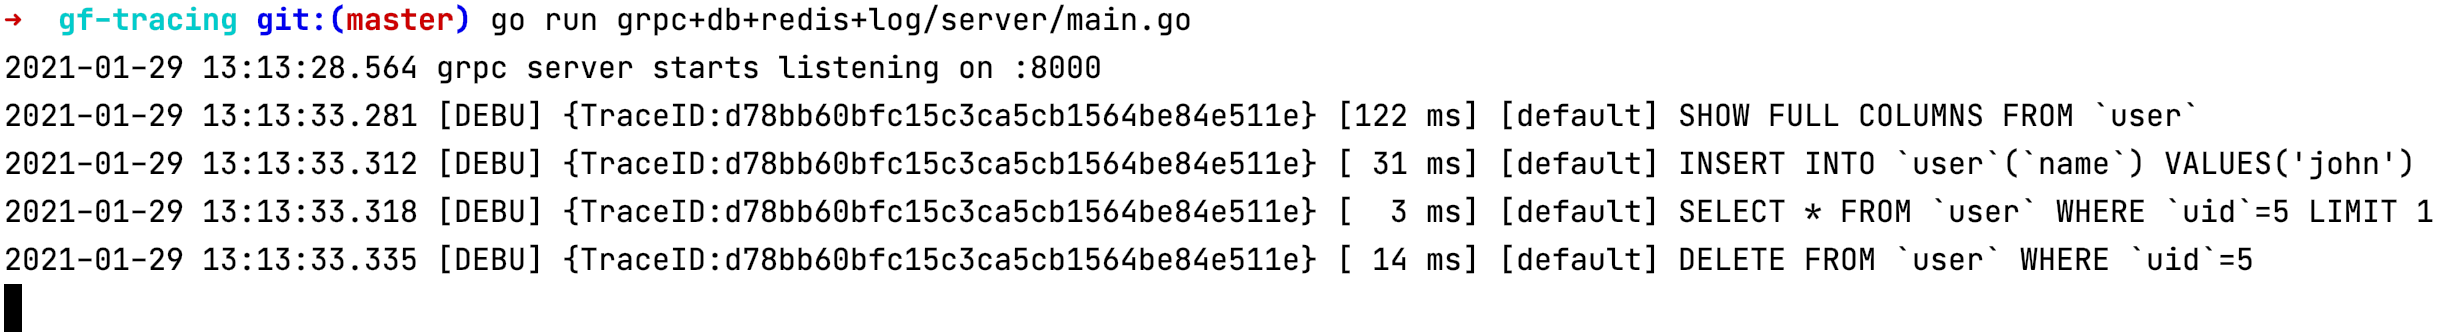 ➜  gf-tracing git:(master) go run grpc+db+redis+log/server/main.go
2021-01-29 13:13:28.564 grpc server starts listening on :8000
2021-01-29 13:13:33.281 [DEBU] {TraceID:d78bb60bfc15c3ca5cb1564be84e511e} [122 ms] [default] SHOW FULL COLUMNS FROM `user`
2021-01-29 13:13:33.312 [DEBU] {TraceID:d78bb60bfc15c3ca5cb1564be84e511e} [ 31 ms] [default] INSERT INTO `user`(`name`) VALUES('john')
2021-01-29 13:13:33.318 [DEBU] {TraceID:d78bb60bfc15c3ca5cb1564be84e511e} [  3 ms] [default] SELECT * FROM `user` WHERE `uid`=5 LIMIT 1
2021-01-29 13:13:33.335 [DEBU] {TraceID:d78bb60bfc15c3ca5cb1564be84e511e} [ 14 ms] [default] DELETE FROM `user` WHERE `uid`=5